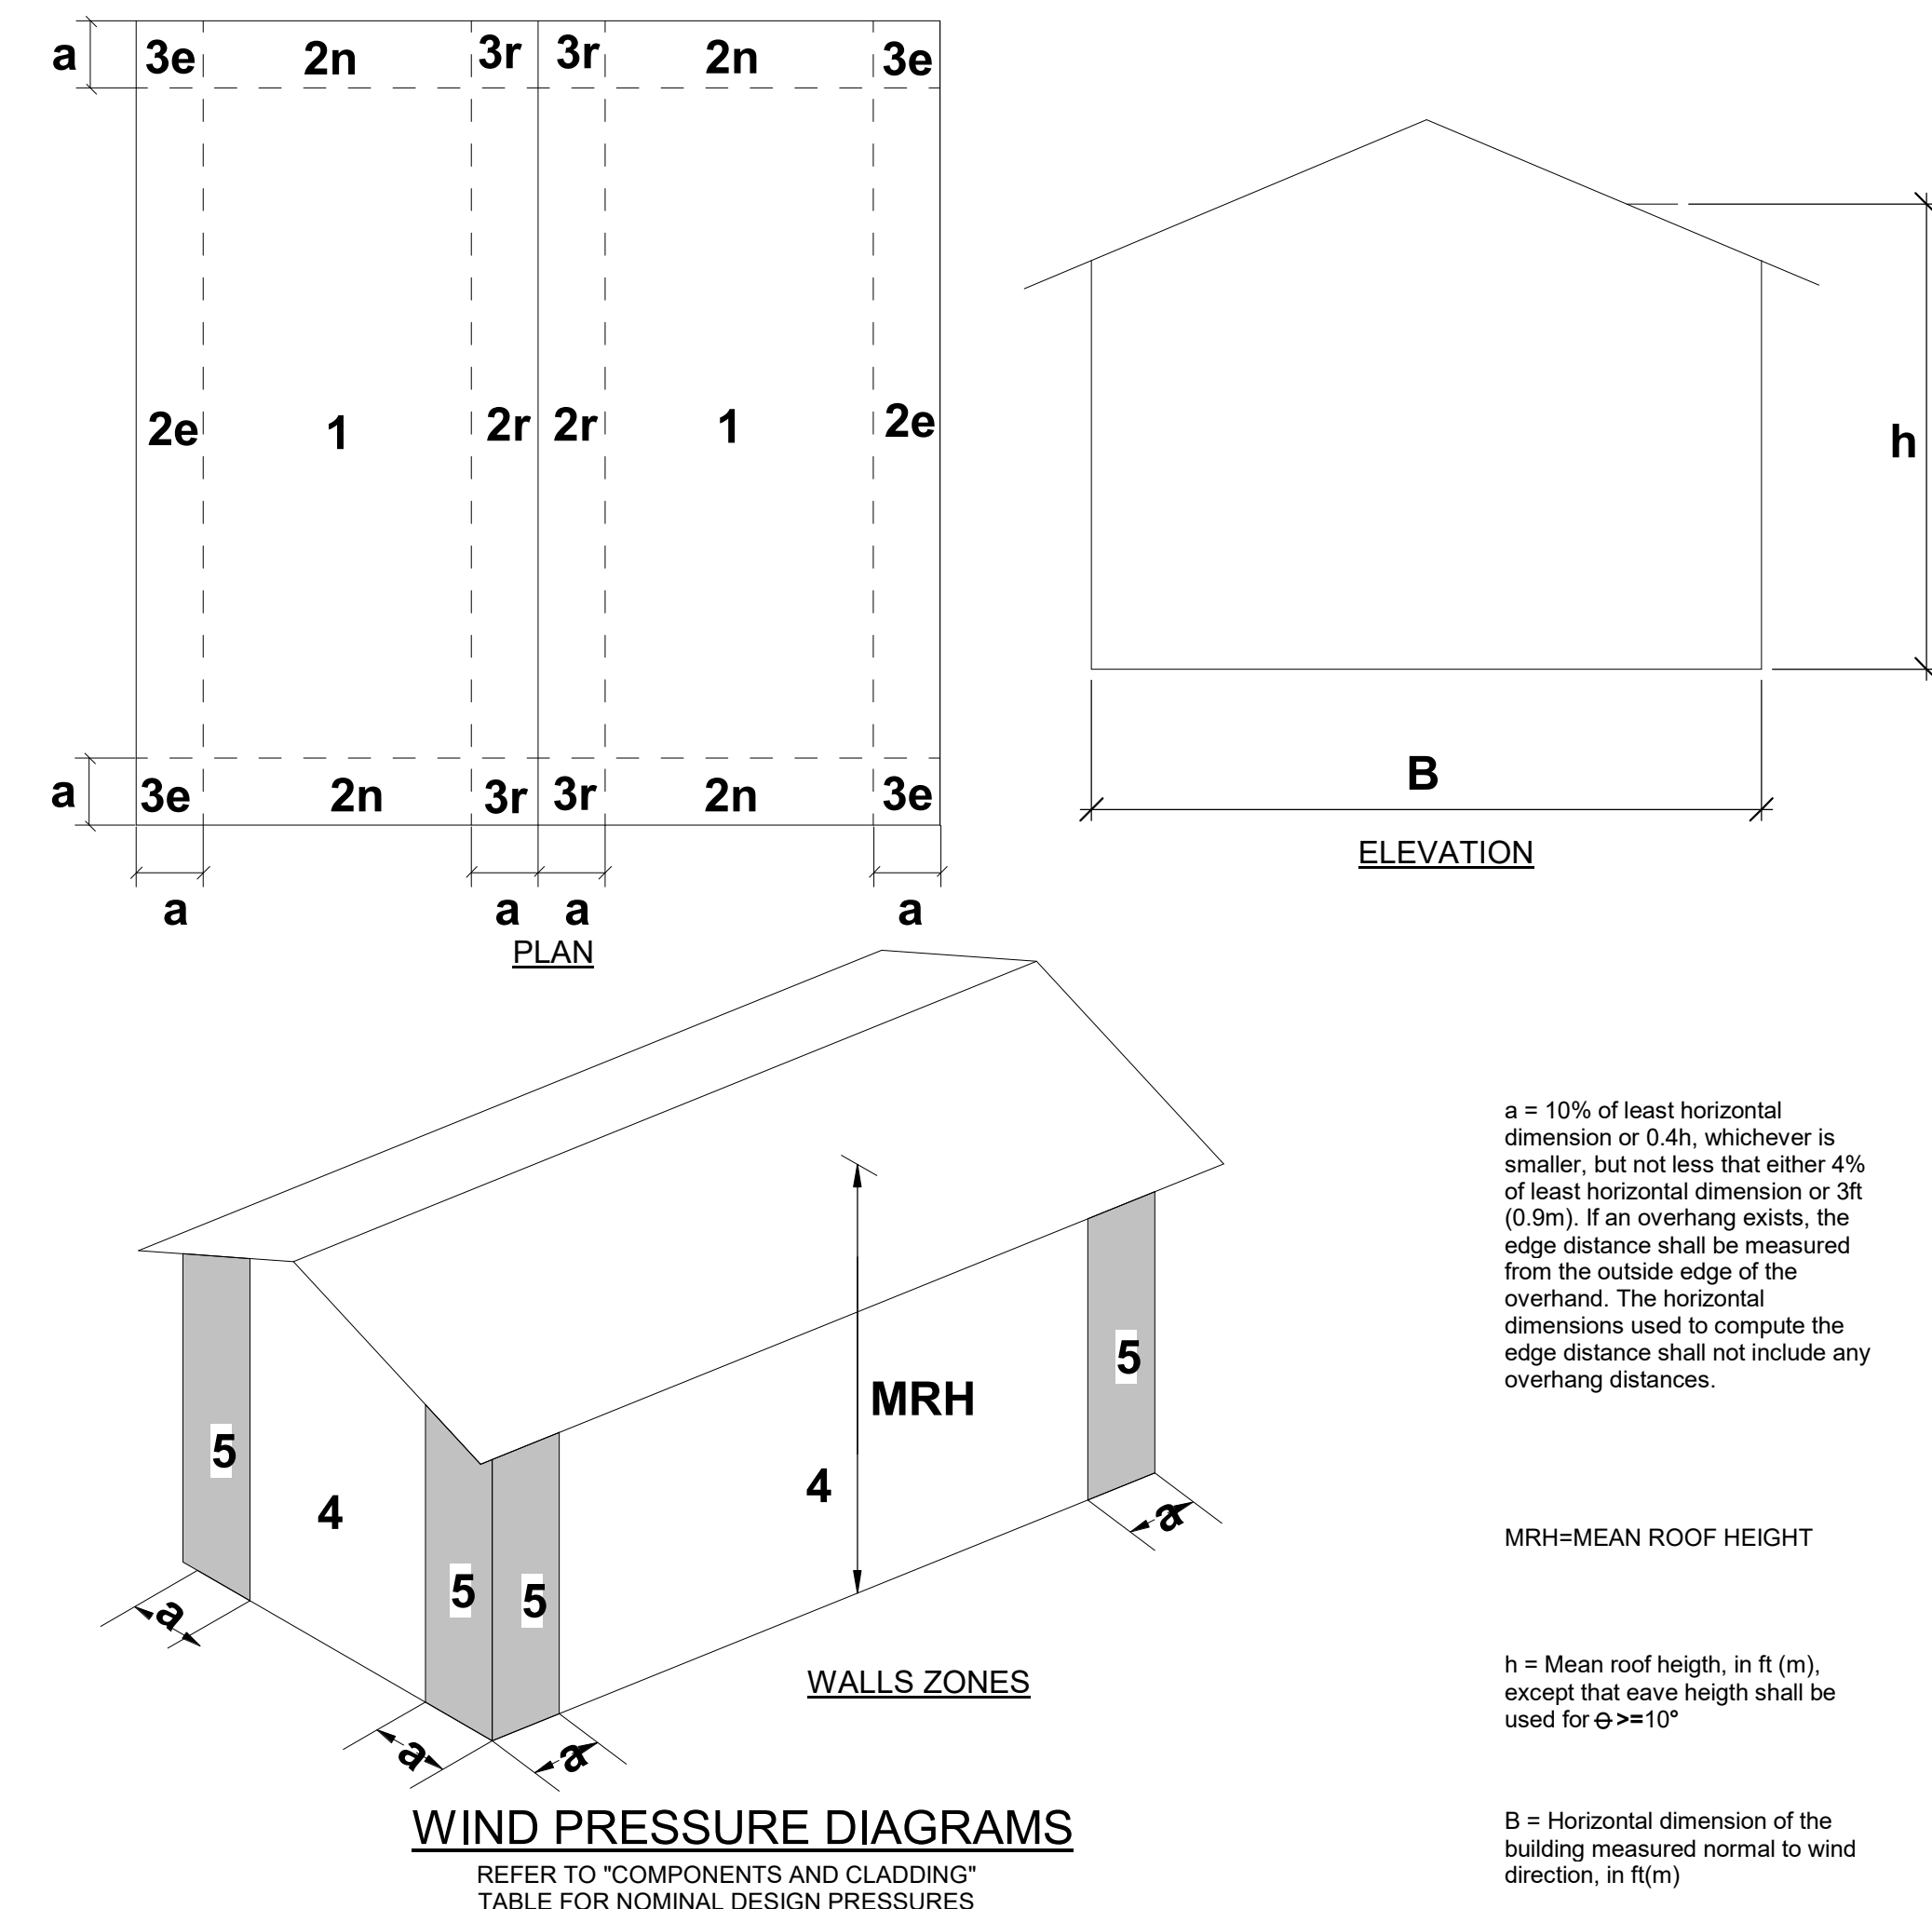 a 3e 2n 3r 3r 2n 3e
2e 1 2r 2r 1 2e
a 3e 2n 3r 3r 2n 3e
a a a a
PLAN
h
B
ELEVATION
5 4 5 5 MRH 4 5
a a a a
WALLS ZONES
WIND PRESSURE DIAGRAMS
REFER TO "COMPONENTS AND CLADDING"
TABLE FOR NOMINAL DESIGN PRESSURES
a = 10% of least horizontal
dimension or 0.4h, whichever is
smaller, but not less that either 4%
of least horizontal dimension or 3ft
(0.9m). If an overhang exists, the
edge distance shall be measured
from the outside edge of the
overhand. The horizontal
dimensions used to compute the
edge distance shall not include any
overhang distances.
MRH=MEAN ROOF HEIGHT
h = Mean roof heigth, in ft (m),
except that eave heigth shall be
used for ⊖ >=10°
B = Horizontal dimension of the
building measured normal to wind
direction, in ft(m)